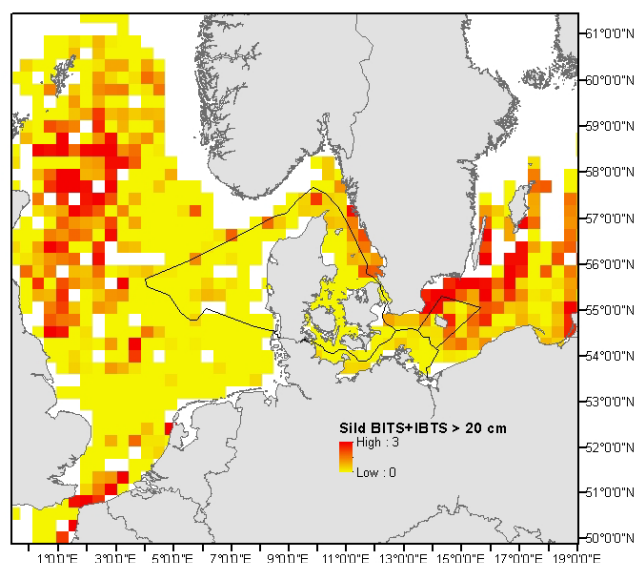 61°0'0"N
60°0'0"N
59°0'0"N
58°0'0"N
57°0'0"N
56°0'0"N
55°0'0"N
54°0'0"N
53°0'0"N
52°0'0"N
51°0'0"N
50°0'0"N
Sild BITS+IBTS > 20 cm
High : 3
Low : 0
1°0'0"E 3°0'0"E 5°0'0"E 7°0'0"E 9°0'0"E 11°0'0"E 13°0'0"E 15°0'0"E 17°0'0"E 19°0'0"E